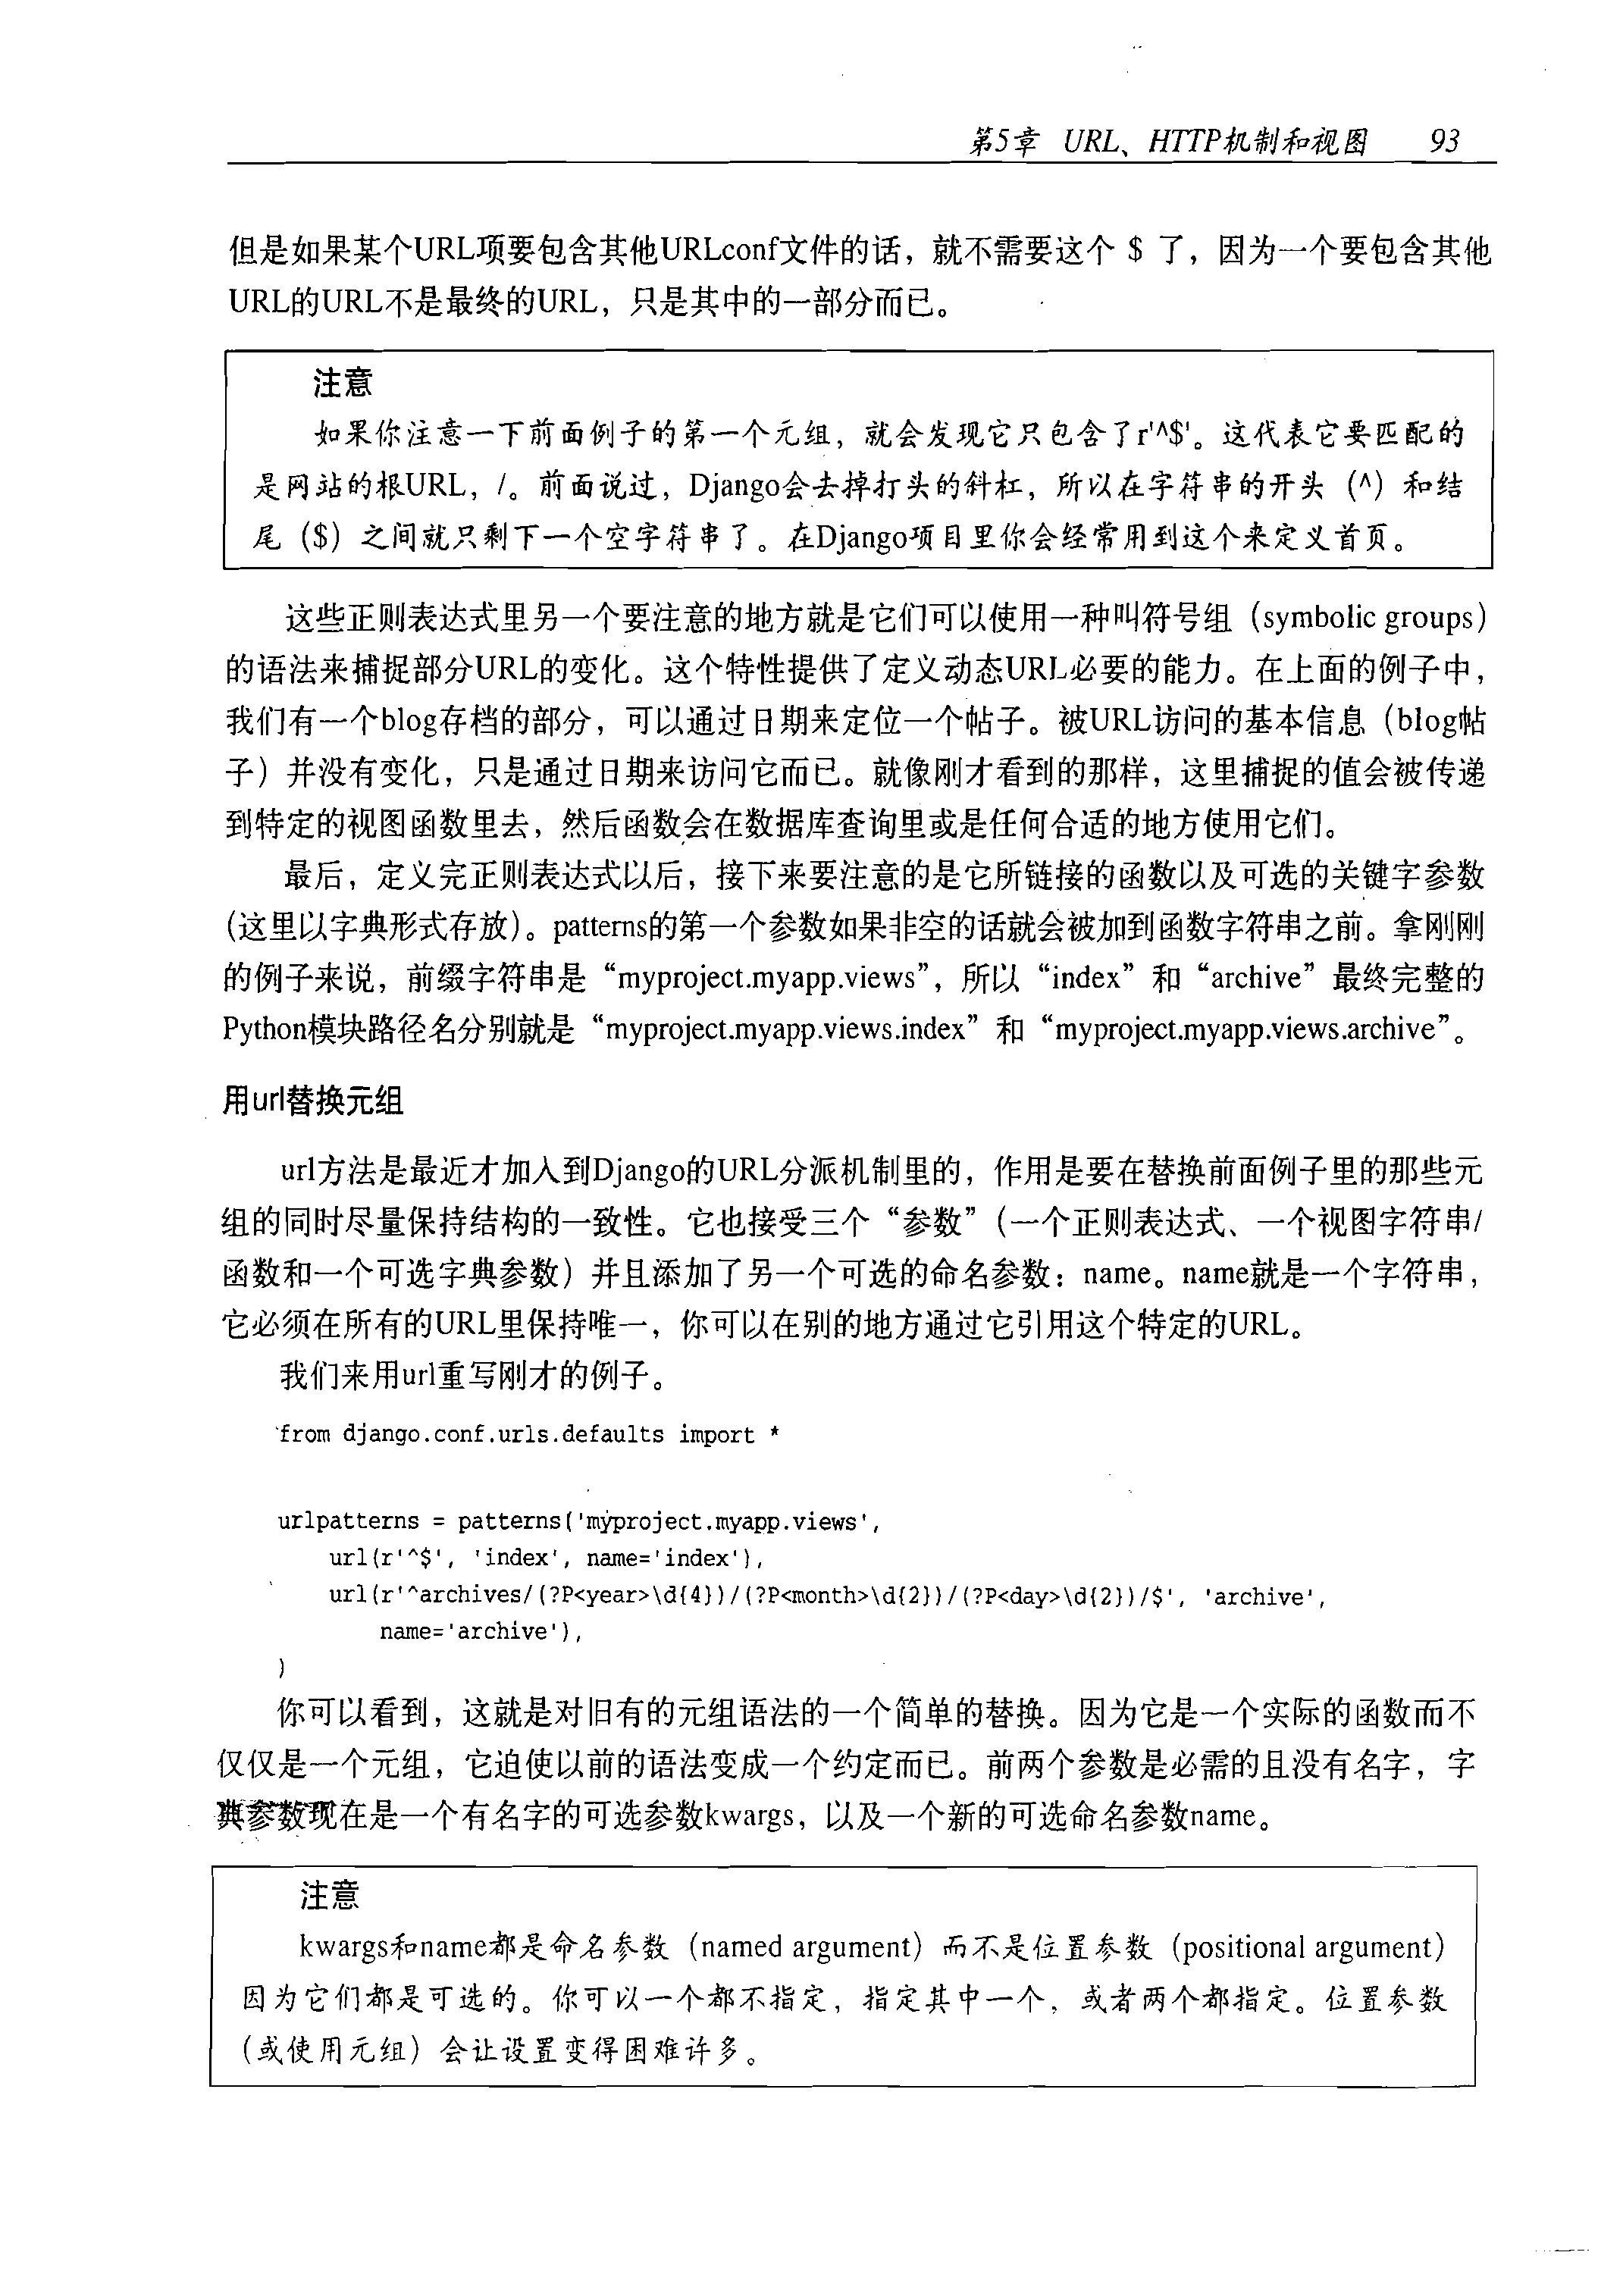 第5章 URL、HTTP机制和视图 93
但是如果某个URL项要包含其他URLconf文件的话，就不需要这个 $ 了，因为一个要包含其他
URL的URL不是最终的URL，只是其中的一部分而已。
注意
如果你注意一下前面例子的第一个元组，就会发现它只包含了r'^$'。这代表它要匹配的
是网站的根URL，/。前面说过，Django会去掉打头的斜杠，所以在字符串的开头（^）和结
尾（$）之间就只剩下一个空字符串了。在Django项目里你会经常用到这个来定义首页。
这些正则表达式里另一个要注意的地方就是它们可以使用一种叫符号组（symbolic groups）
的语法来捕捉部分URL的变化。这个特性提供了定义动态URL必要的能力。在上面的例子中，
我们有一个blog存档的部分，可以通过日期来定位一个帖子。被URL访问的基本信息（blog帖
子）并没有变化，只是通过日期来访问它而已。就像刚才看到的那样，这里捕捉的值会被传递
到特定的视图函数里去，然后函数会在数据库查询里或是任何合适的地方使用它们。
最后，定义完正则表达式以后，接下来要注意的是它所链接的函数以及可选的关键字参数
（这里以字典形式存放）。patterns的第一个参数如果非空的话就会被加到函数字符串之前。拿刚刚
的例子来说，前缀字符串是“myproject.myapp.views”，所以“index”和“archive”最终完整的
Python模块路径名分别就是“myproject.myapp.views.index”和“myproject.myapp.views.archive”。
用url替换元组
url方法是最近才加入到Django的URL分派机制里的，作用是要在替换前面例子里的那些元
组的同时尽量保持结构的一致性。它也接受三个“参数”（一个正则表达式、一个视图字符串/
函数和一个可选字典参数）并且添加了另一个可选的命名参数：name。name就是一个字符串，
它必须在所有的URL里保持唯一，你可以在别的地方通过它引用这个特定的URL。
我们来用url重写刚才的例子。
from django.conf.urls.defaults import *
urlpatterns = patterns('myproject.myapp.views',
url(r'^$', 'index', name='index'),
url(r'^archives/(?P<year>\d{4})/(?P<month>\d{2})/(?P<day>\d{2})/$', 'archive',
name='archive'),
)
你可以看到，这就是对旧有的元组语法的一个简单的替换。因为它是一个实际的函数而不
仅仅是一个元组，它迫使以前的语法变成一个约定而已。前两个参数是必需的且没有名字，字
典参数现在是一个有名字的可选参数kwargs，以及一个新的可选命名参数name。
注意
kwargs和name都是命名参数（named argument）而不是位置参数（positional argument）
因为它们都是可选的。你可以一个都不指定，指定其中一个，或者两个都指定。位置参数
（或使用元组）会让设置变得困难许多。